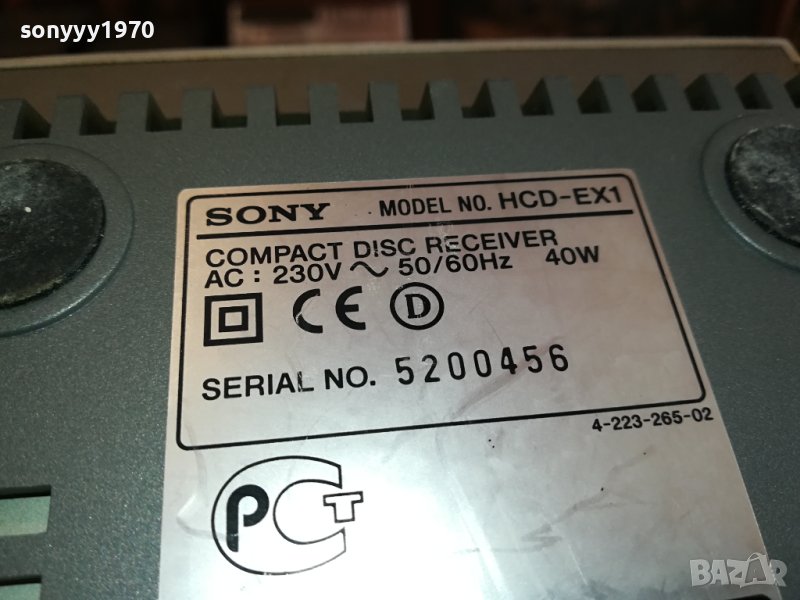 sonyyy1970
SONY MODEL NO. HCD-EX1
COMPACT DISC RECEIVER
AC : 230V ~ 50/60Hz 40W
CE D
SERIAL NO. 5200456
4-223-265-02
PCT
BAZAR